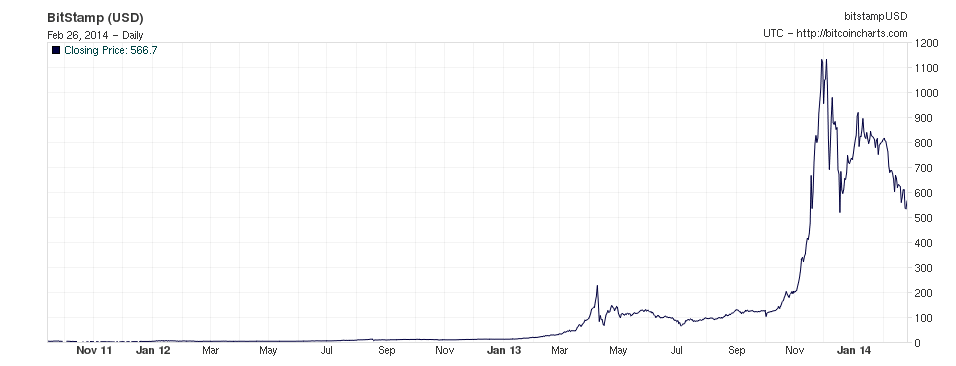 BitStamp (USD)
bitstampUSD
Feb 26, 2014 – Daily
UTC – http://bitcoincharts.com
Closing Price: 566.7
1200
1100
1000
900
800
700
600
500
400
300
200
100
0
Nov 11 Jan 12 Mar May Jul Sep Nov Jan 13 Mar May Jul Sep Nov Jan 14